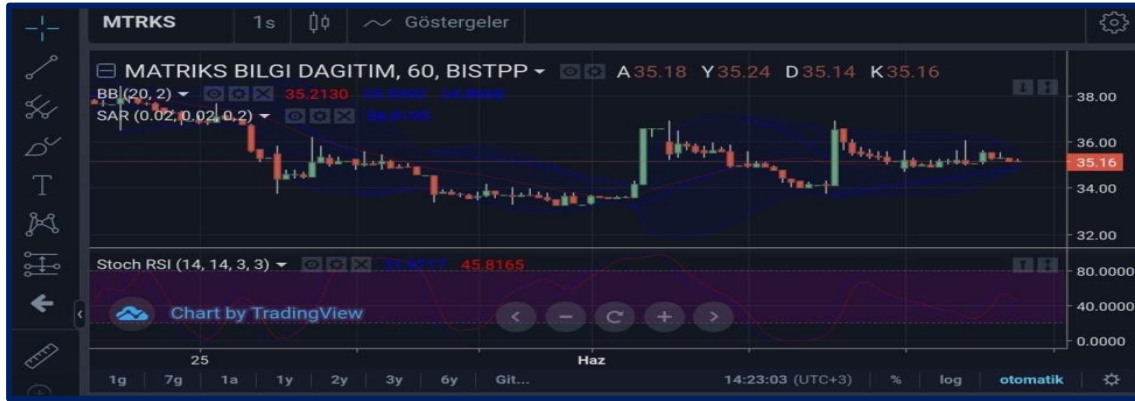 MTRKS 1s Göstergeler
MATRIKS BILGI DAGITIM, 60, BISTPP A35.18 Y35.24 D35.14 K35.16
BB (20, 2) 35.2130
SAR (0.02, 0.02, 0.2)
38.00
36.00
35.16
34.00
32.00
Stoch RSI (14, 14, 3, 3) 45.8165
80.0000
40.0000
0.0000
Chart by TradingView
25 Haz
1g 7g 1a 1y 2y 3y 6y Git... 14:23:03 (UTC+3) % log otomatik